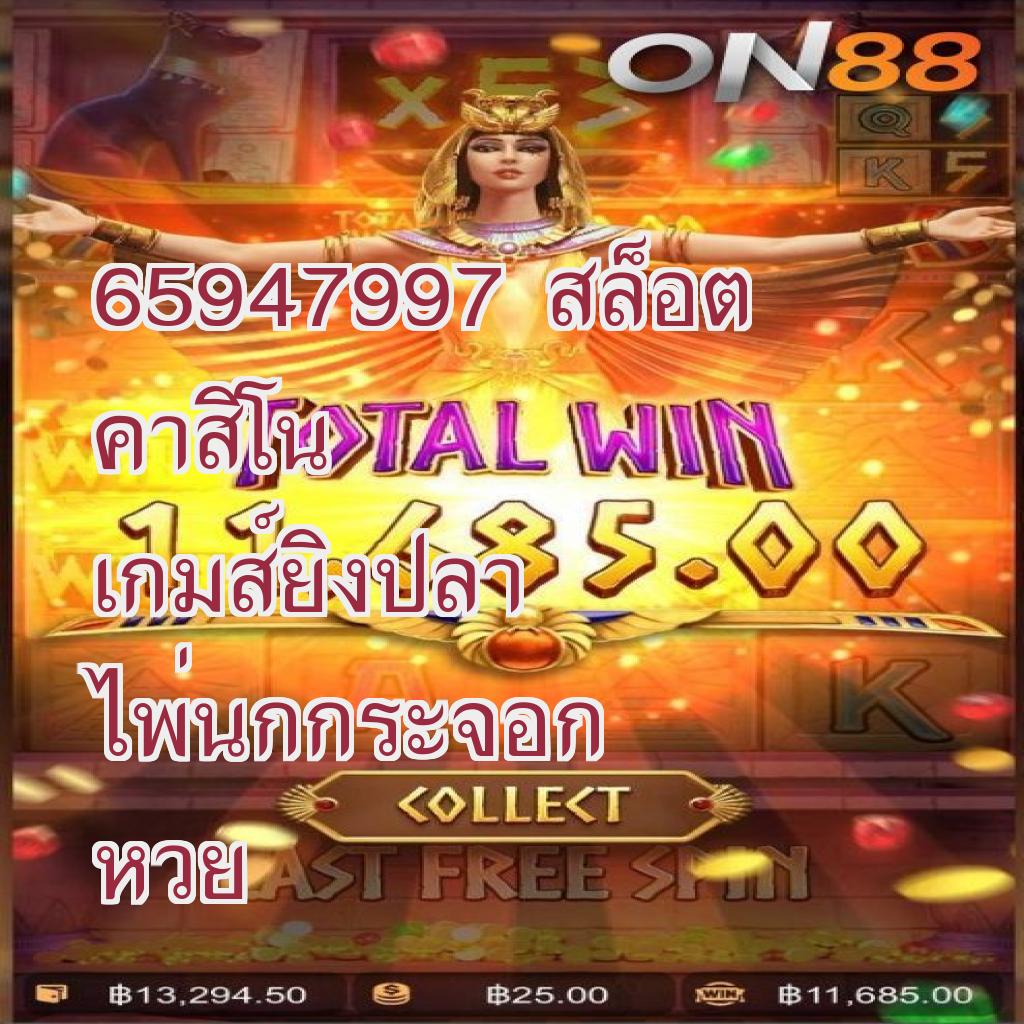 ON88
x53
Q
K 5
65947997 สล็อต
คาสิโน
TOTAL WIN
11,685.00
เกมส์ยิงปลา
ไพ่นกกระจอก
K
COLLECT
หวย
LAST FREE SPIN
฿13,294.50 ฿25.00 WIN ฿11,685.00